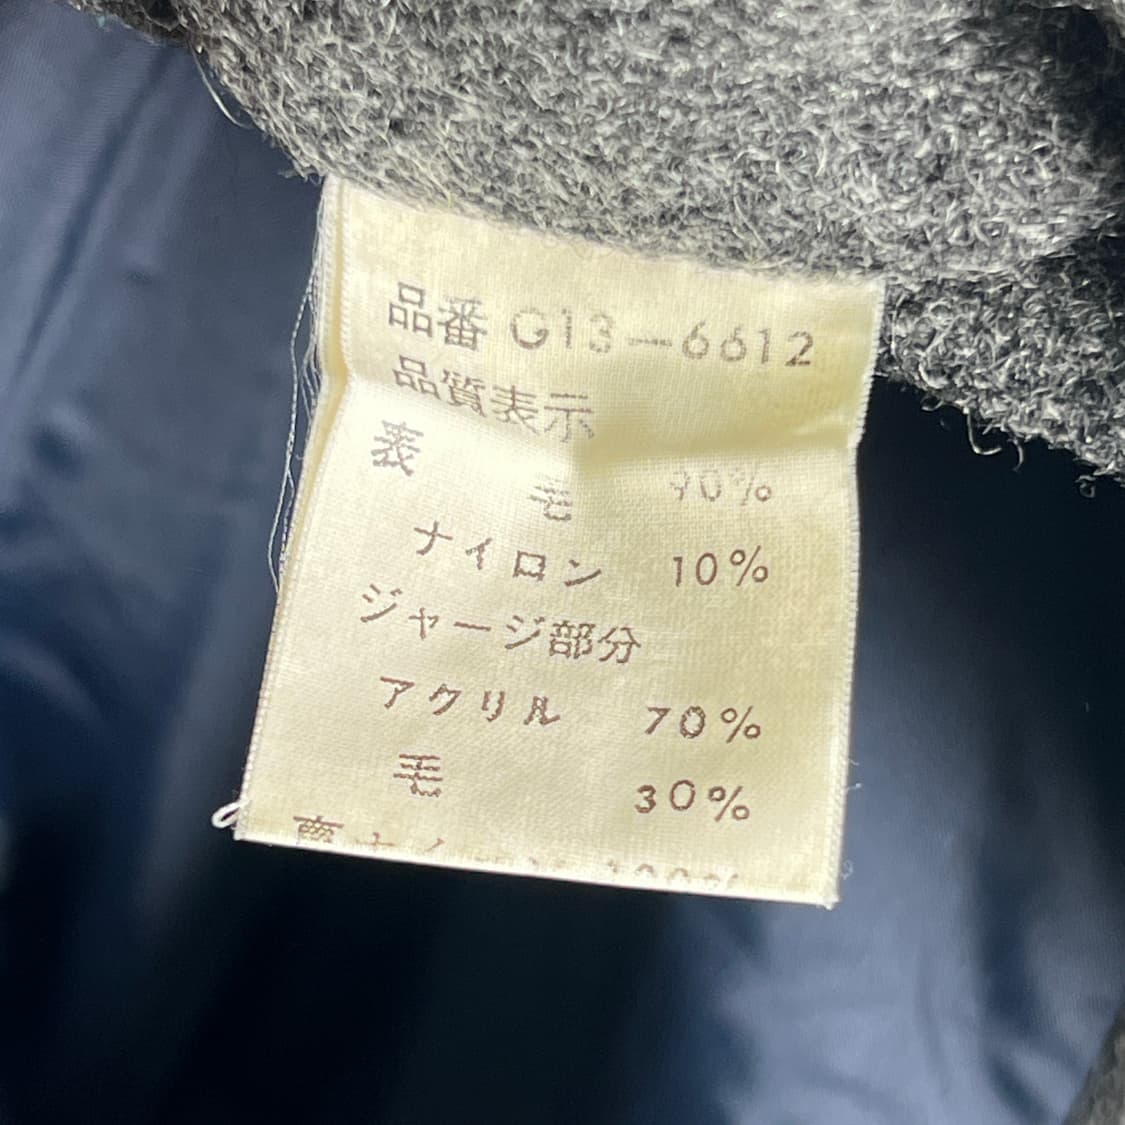 品番 G13-6612
品質表示
表
毛 90%
ナイロン 10%
ジャージ部分
アクリル 70%
毛 30%